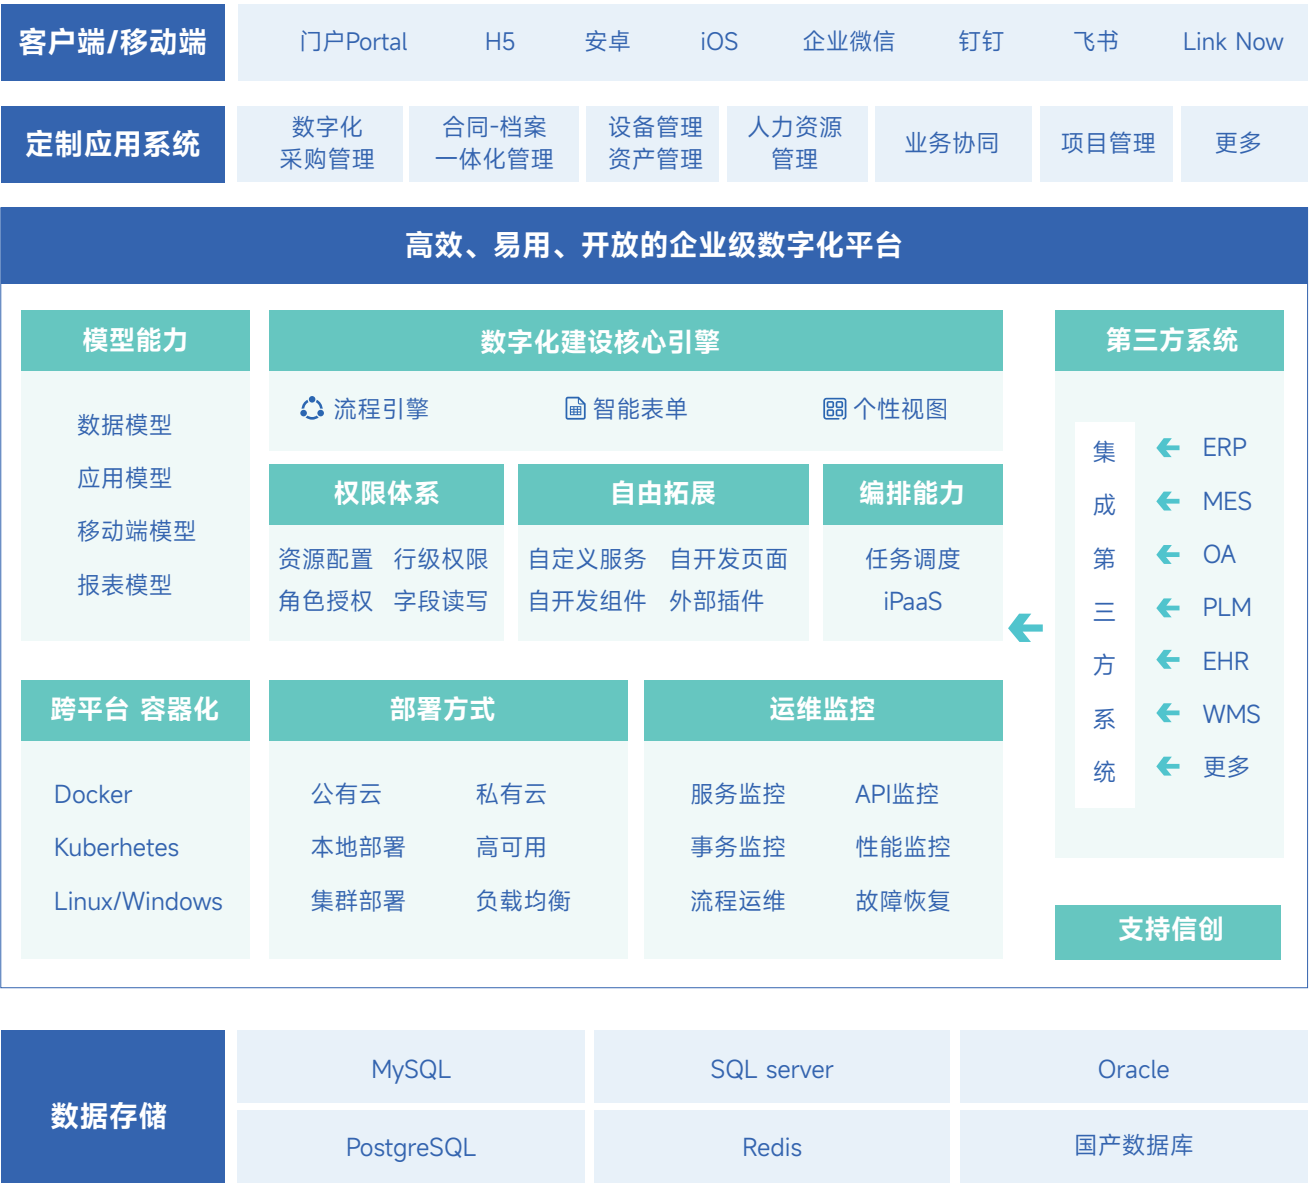 客户端/移动端
门户Portal H5 安卓 iOS 企业微信 钉钉 飞书 Link Now
定制应用系统
数字化
采购管理
合同-档案
一体化管理
设备管理
资产管理
人力资源
管理
业务协同
项目管理
更多
高效、易用、开放的企业级数字化平台
模型能力
数据模型
应用模型
移动端模型
报表模型
数字化建设核心引擎
流程引擎 智能表单 个性视图
权限体系
资源配置 行级权限
角色授权 字段读写
自由拓展
自定义服务 自开发页面
自开发组件 外部插件
编排能力
任务调度
iPaaS
第三方系统
集成第三方系统
ERP
MES
OA
PLM
EHR
WMS
更多
跨平台 容器化
Docker
Kuberhetes
Linux/Windows
部署方式
公有云 私有云
本地部署 高可用
集群部署 负载均衡
运维监控
服务监控 API监控
事务监控 性能监控
流程运维 故障恢复
支持信创
数据存储
MySQL SQL server Oracle
PostgreSQL Redis 国产数据库